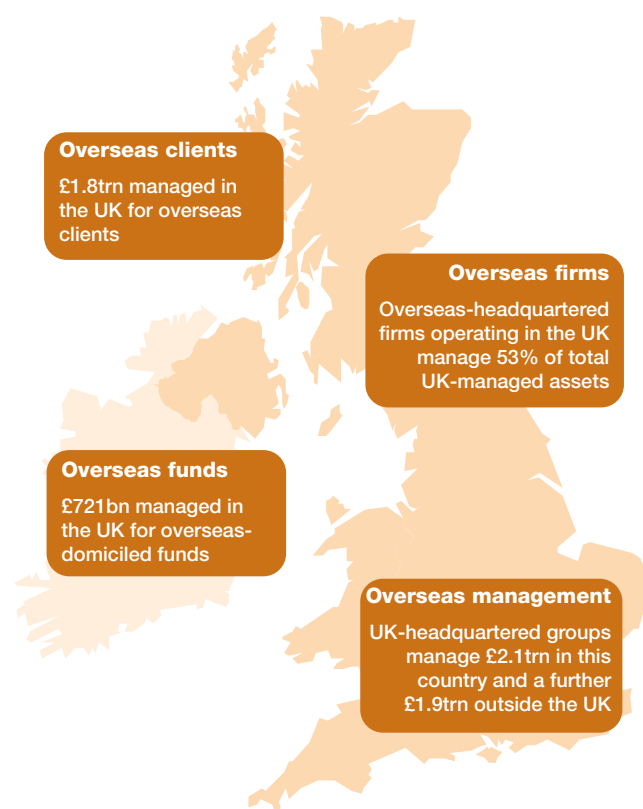 Overseas clients
£1.8trn managed in
the UK for overseas
clients
Overseas firms
Overseas-headquartered
firms operating in the UK
manage 53% of total
UK-managed assets
Overseas funds
£721bn managed in
the UK for overseas-
domiciled funds
Overseas management
UK-headquartered groups
manage £2.1trn in this
country and a further
£1.9trn outside the UK